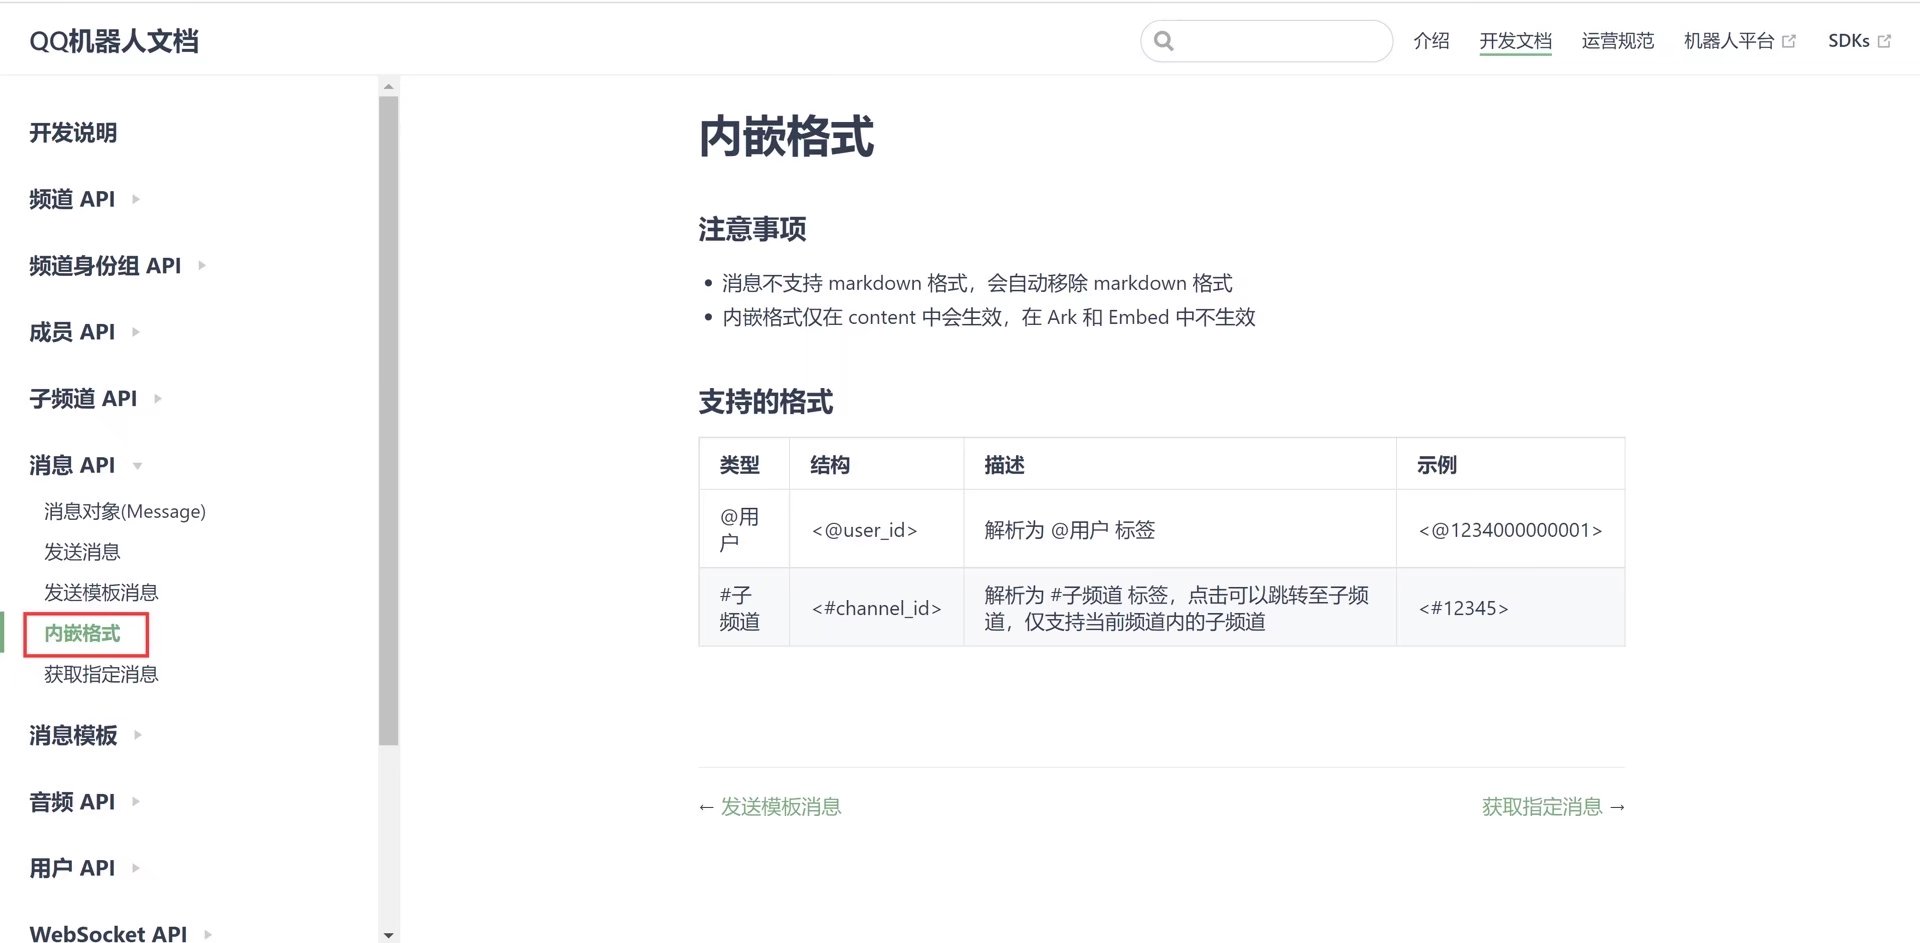 QQ机器人文档
介绍
开发文档
运营规范
机器人平台
SDKs
开发说明
频道 API
频道身份组 API
成员 API
子频道 API
消息 API
消息对象(Message)
发送消息
发送模板消息
内嵌格式
获取指定消息
消息模板
音频 API
用户 API
WebSocket API
内嵌格式
注意事项
• 消息不支持 markdown 格式，会自动移除 markdown 格式
• 内嵌格式仅在 content 中会生效，在 Ark 和 Embed 中不生效
支持的格式
类型 结构 描述 示例
@用
户
<@user_id>
解析为 @用户 标签
<@1234000000001>
#子
频道
<#channel_id>
解析为 #子频道 标签，点击可以跳转至子频
道，仅支持当前频道内的子频道
<#12345>
← 发送模板消息
获取指定消息 →